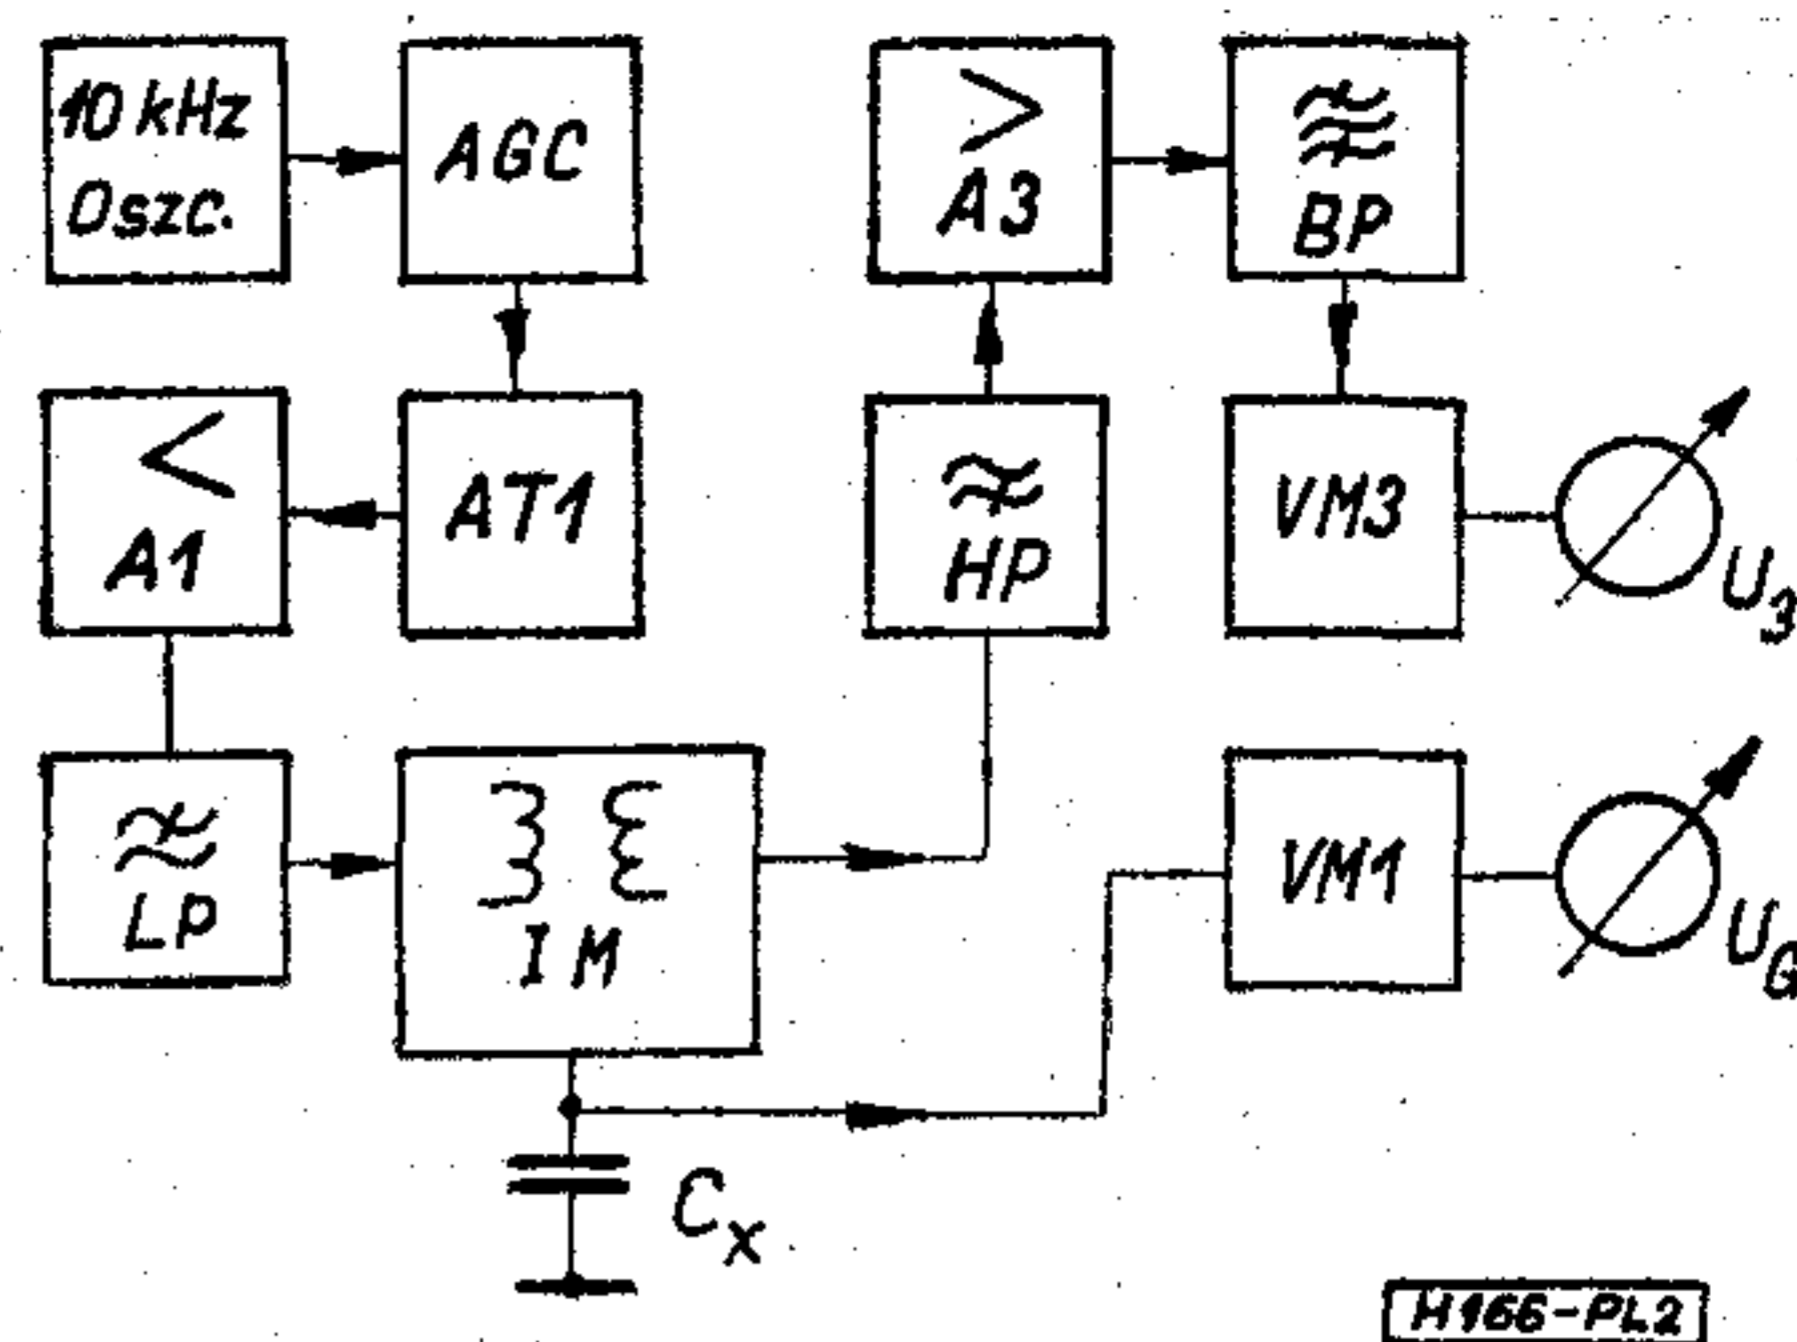 10 kHz
Oszc.
AGC
>
A3
BP
<
A1
AT1
HP
VM3
U3
LP
IM
VM1
UG
Cx
H166-PL2